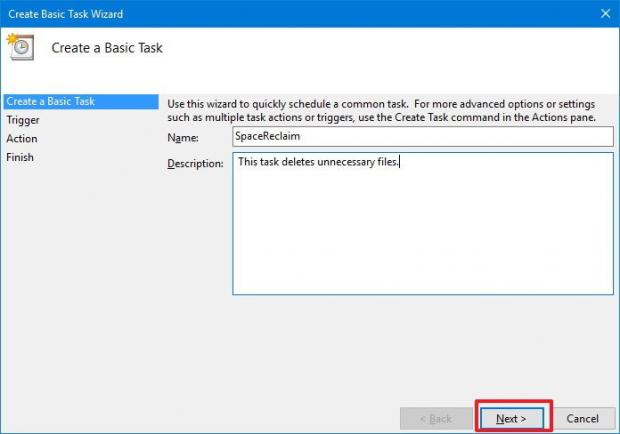 Create Basic Task Wizard
Create a Basic Task
Create a Basic Task
Trigger
Action
Finish
Use this wizard to quickly schedule a common task. For more advanced options or settings
such as multiple task actions or triggers, use the Create Task command in the Actions pane.
Name: SpaceReclaim
Description: This task deletes unnecessary files.
< Back Next > Cancel